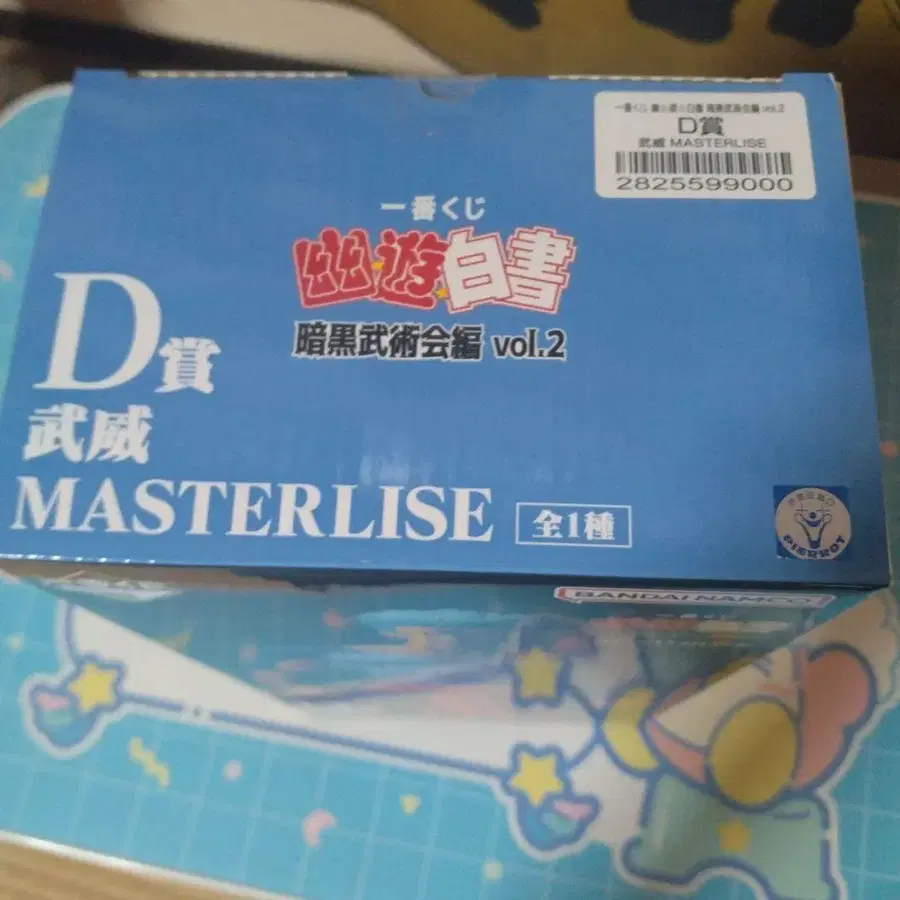 一番くじ 幽☆遊☆白書 暗黒武術会編 vol.2
D賞
武威 MASTERLISE
2825599000
一番くじ
幽遊白書
暗黒武術会編 vol.2
D賞
武威
MASTERLISE 全1種
PIERROT
BANDAI NAMCO